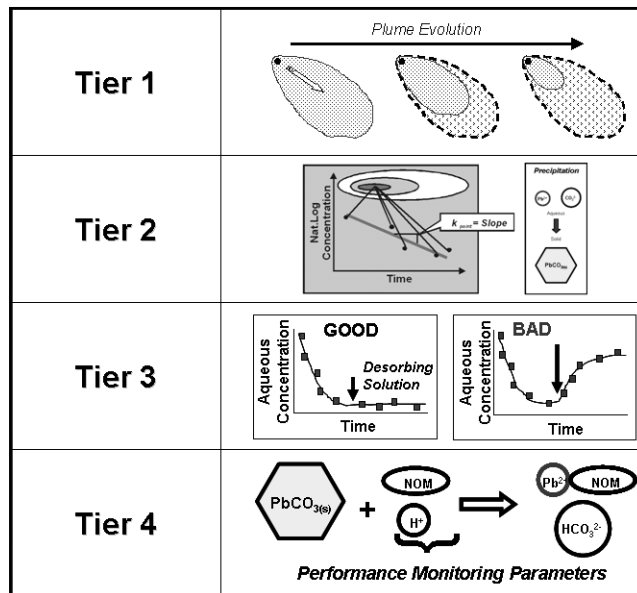 Tier 1
Plume Evolution
Tier 2
Nat.Log
Concentration
k point = Slope
Time
Precipitation
Pb²⁺ CO₃²⁻
Aqueous
Solid
PbCO₃₍ₛ₎
Tier 3
GOOD
Aqueous
Concentration
Desorbing
Solution
Time
BAD
Aqueous
Concentration
Time
Tier 4
PbCO₃₍ₛ₎
+
NOM
H⁺
Pb²⁻ NOM
HCO₃²⁻
Performance Monitoring Parameters